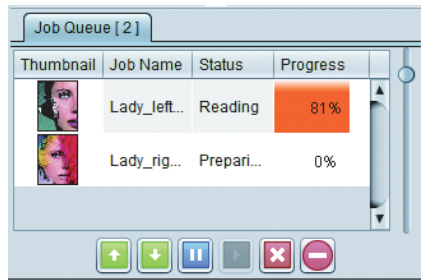 Job Queue [ 2 ]
Thumbnail Job Name Status Progress
Lady_left... Reading 81%
Lady_rig... Prepari... 0%